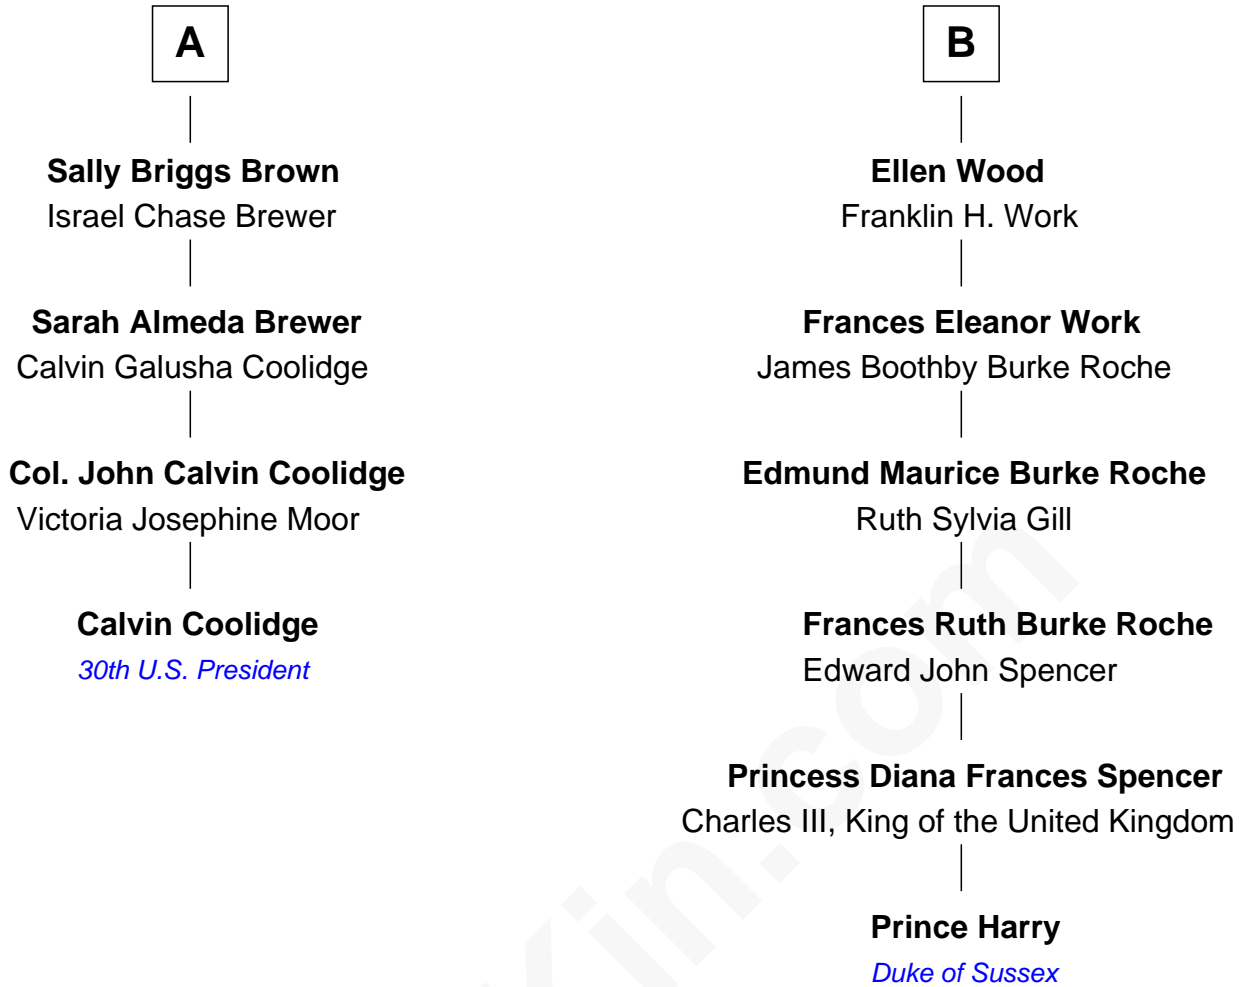 A
Sally Briggs Brown
Israel Chase Brewer
Sarah Almeda Brewer
Calvin Galusha Coolidge
Col. John Calvin Coolidge
Victoria Josephine Moor
Calvin Coolidge
30th U.S. President
B
Ellen Wood
Franklin H. Work
Frances Eleanor Work
James Boothby Burke Roche
Edmund Maurice Burke Roche
Ruth Sylvia Gill
Frances Ruth Burke Roche
Edward John Spencer
Princess Diana Frances Spencer
Charles III, King of the United Kingdom
Prince Harry
Duke of Sussex
Kin.com